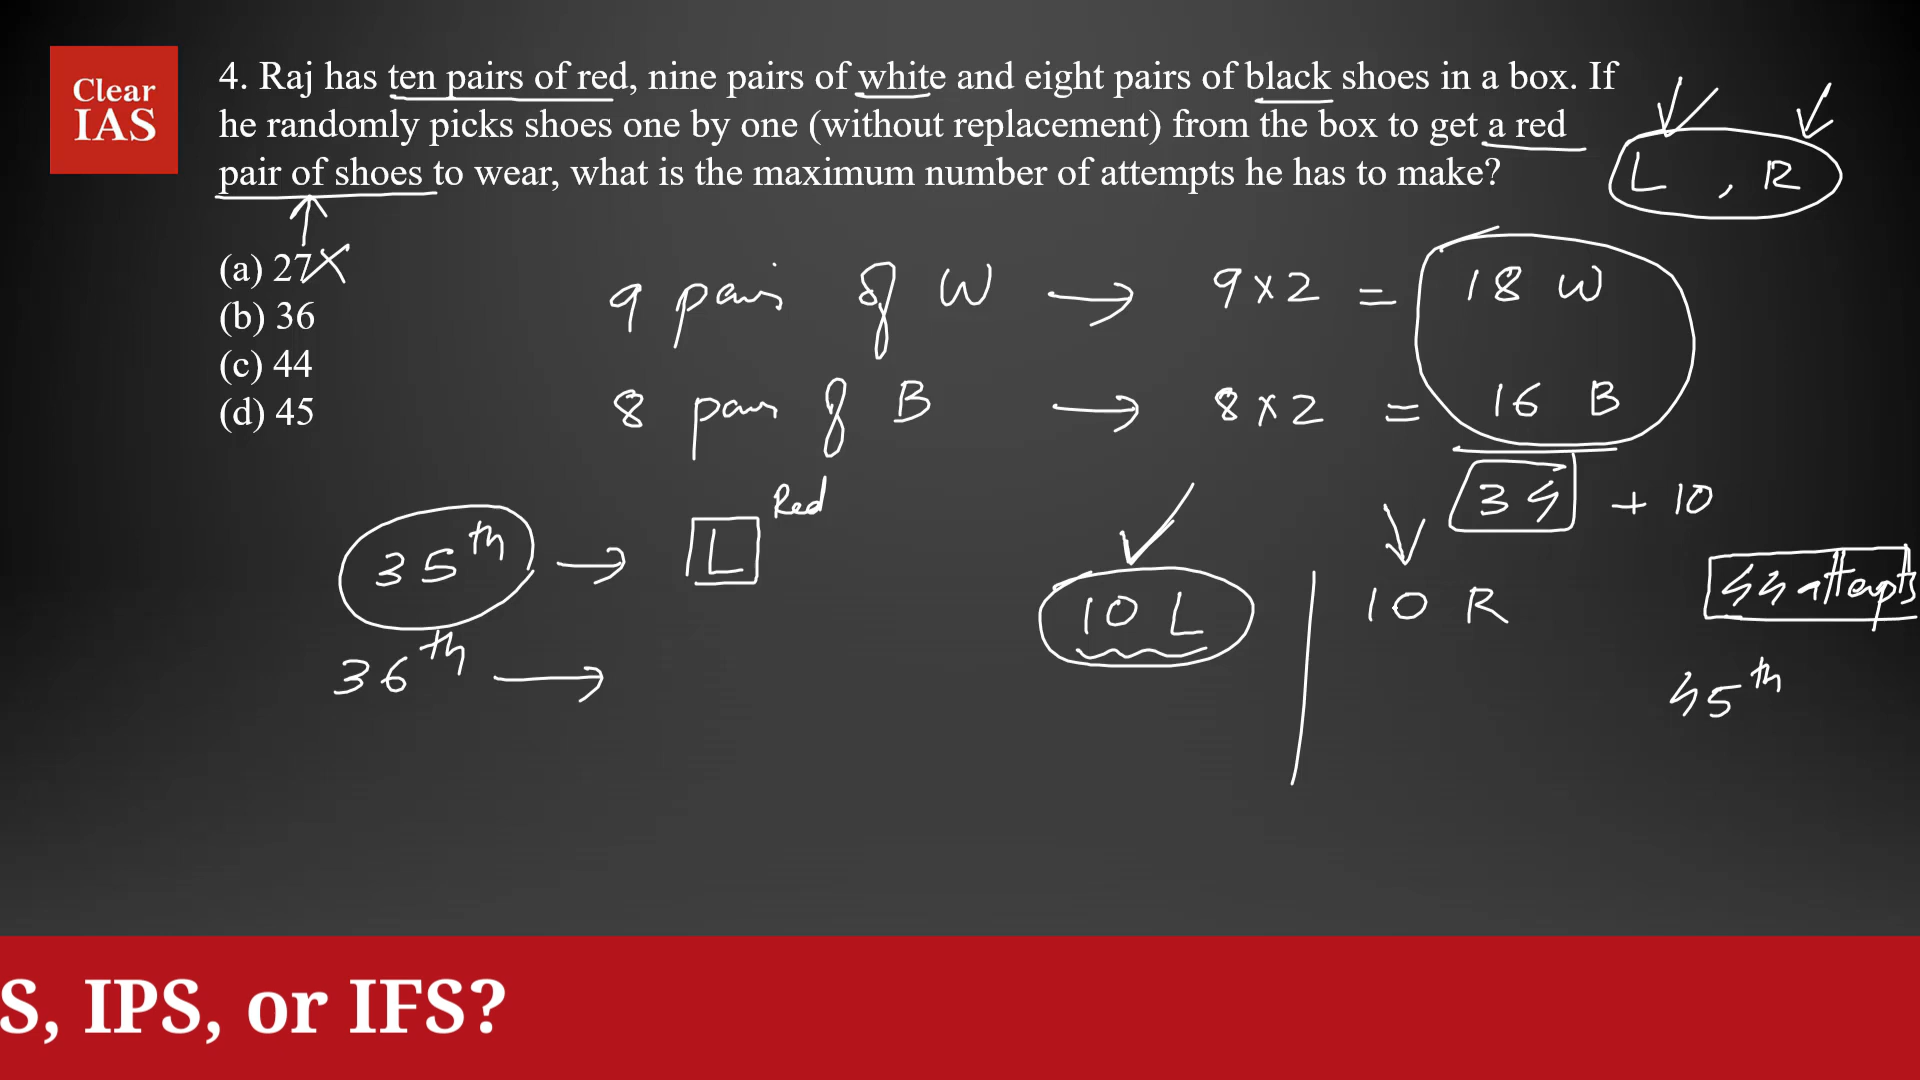 Clear
IAS
4. Raj has ten pairs of red, nine pairs of white and eight pairs of black shoes in a box. If
he randomly picks shoes one by one (without replacement) from the box to get a red
pair of shoes to wear, what is the maximum number of attempts he has to make?
L , R
(a) 27
(b) 36
(c) 44
(d) 45
9 pairs of W → 9 × 2 = 18 W
8 pairs of B → 8 × 2 = 16 B
34 + 10
35th → L Red
44 attempts
10 L | 10 R
36th →
45th
S, IPS, or IFS?